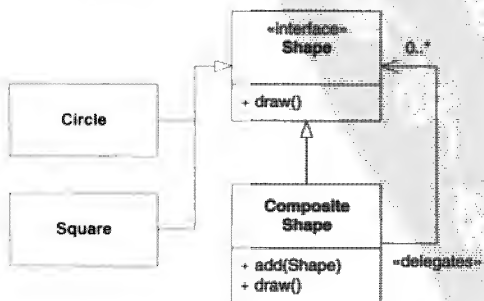 «interface»
Shape
0..*
+ draw()
Circle
Square
Composite
Shape
+ add(Shape)
+ draw()
«delegates»